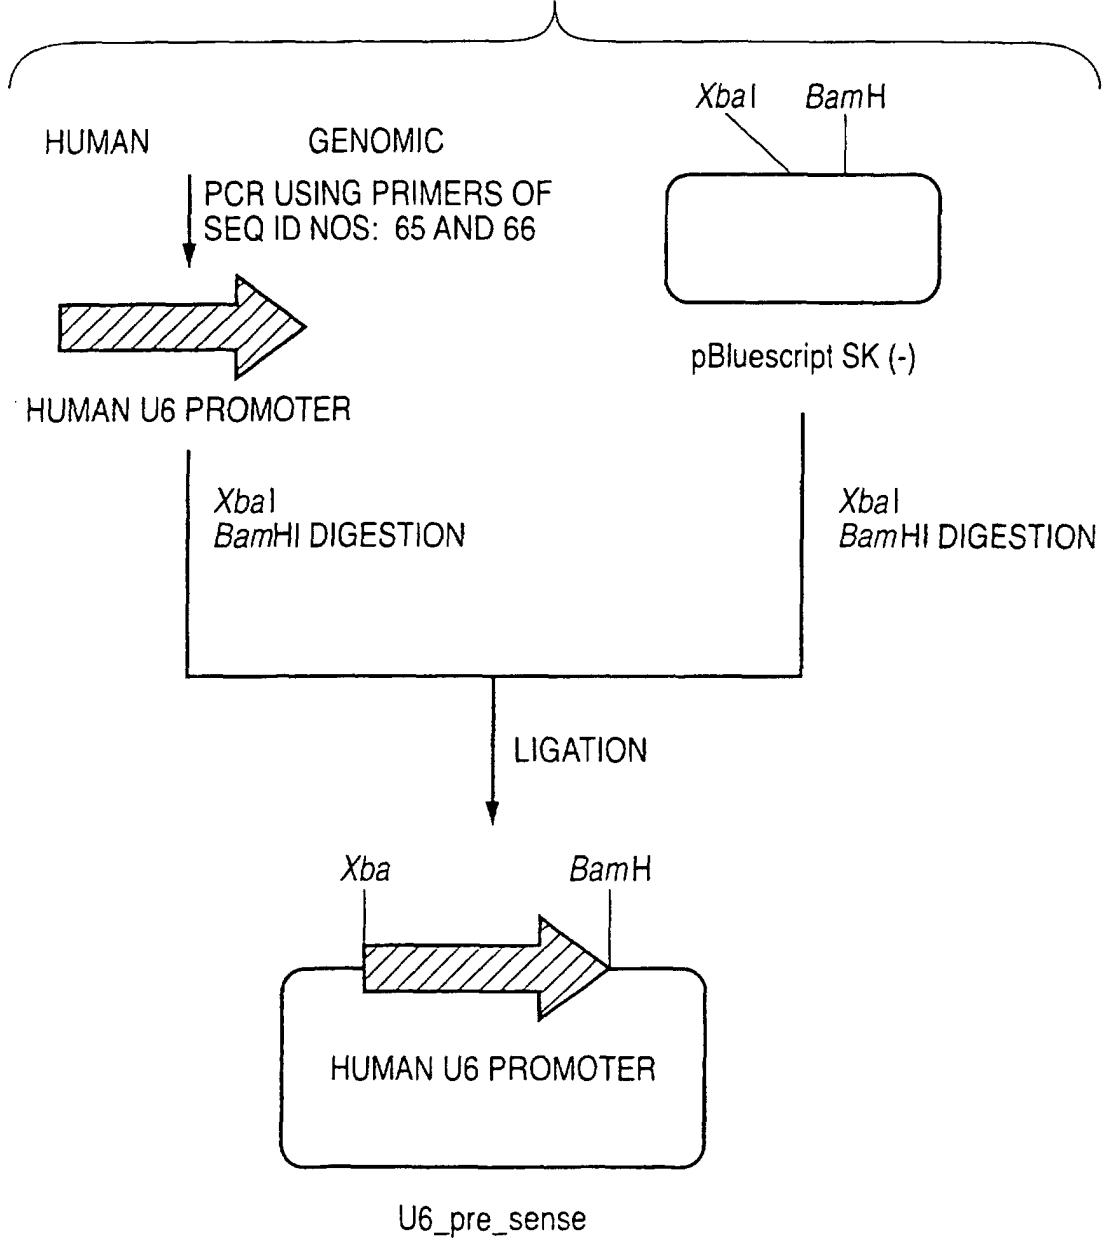 XbaI BamH
HUMAN GENOMIC
PCR USING PRIMERS OF
SEQ ID NOS: 65 AND 66
pBluescript SK (-)
HUMAN U6 PROMOTER
XbaI
BamHI DIGESTION
XbaI
BamHI DIGESTION
LIGATION
Xba BamH
HUMAN U6 PROMOTER
U6_pre_sense